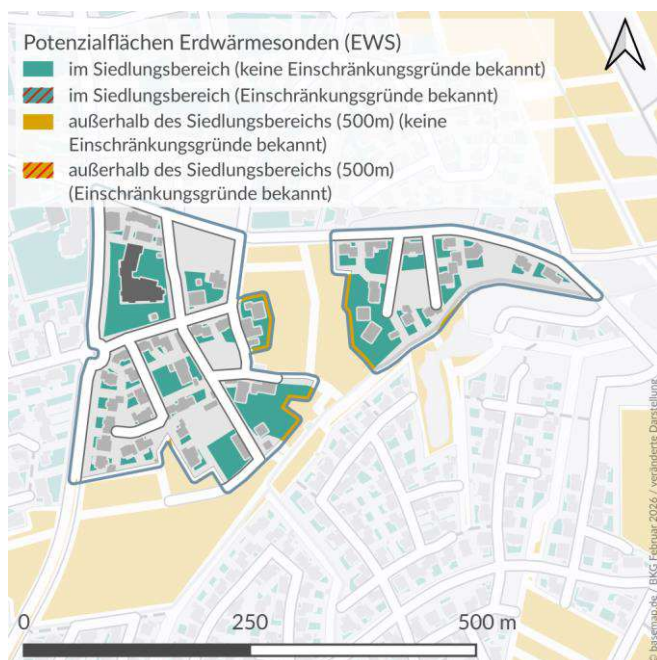 Potenzialflächen Erdwärmesonden (EWS)
im Siedlungsbereich (keine Einschränkungsgründe bekannt)
im Siedlungsbereich (Einschränkungsgründe bekannt)
außerhalb des Siedlungsbereichs (500m) (keine
Einschränkungsgründe bekannt)
außerhalb des Siedlungsbereichs (500m)
(Einschränkungsgründe bekannt)
0 250 500 m
© basemap.de / BKG Februar 2026 / veränderte Darstellung